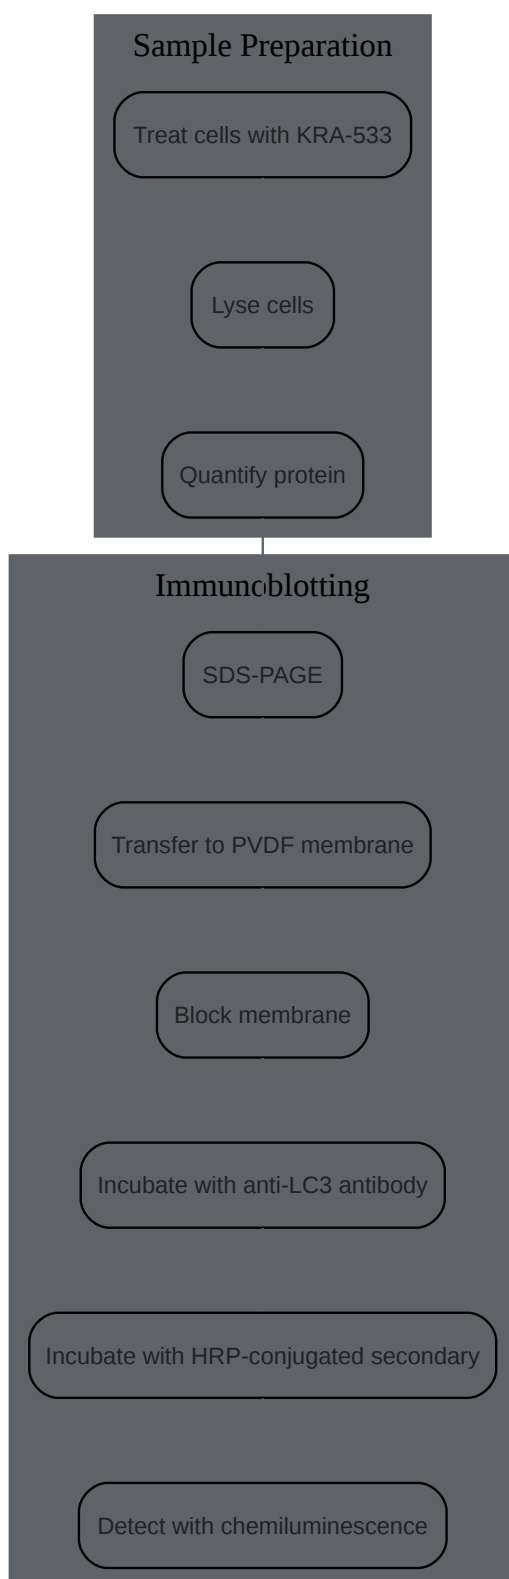 Sample Preparation
Treat cells with KRA-533
Lyse cells
Quantify protein
Immunoblotting
SDS-PAGE
Transfer to PVDF membrane
Block membrane
Incubate with anti-LC3 antibody
Incubate with HRP-conjugated secondary
Detect with chemiluminescence